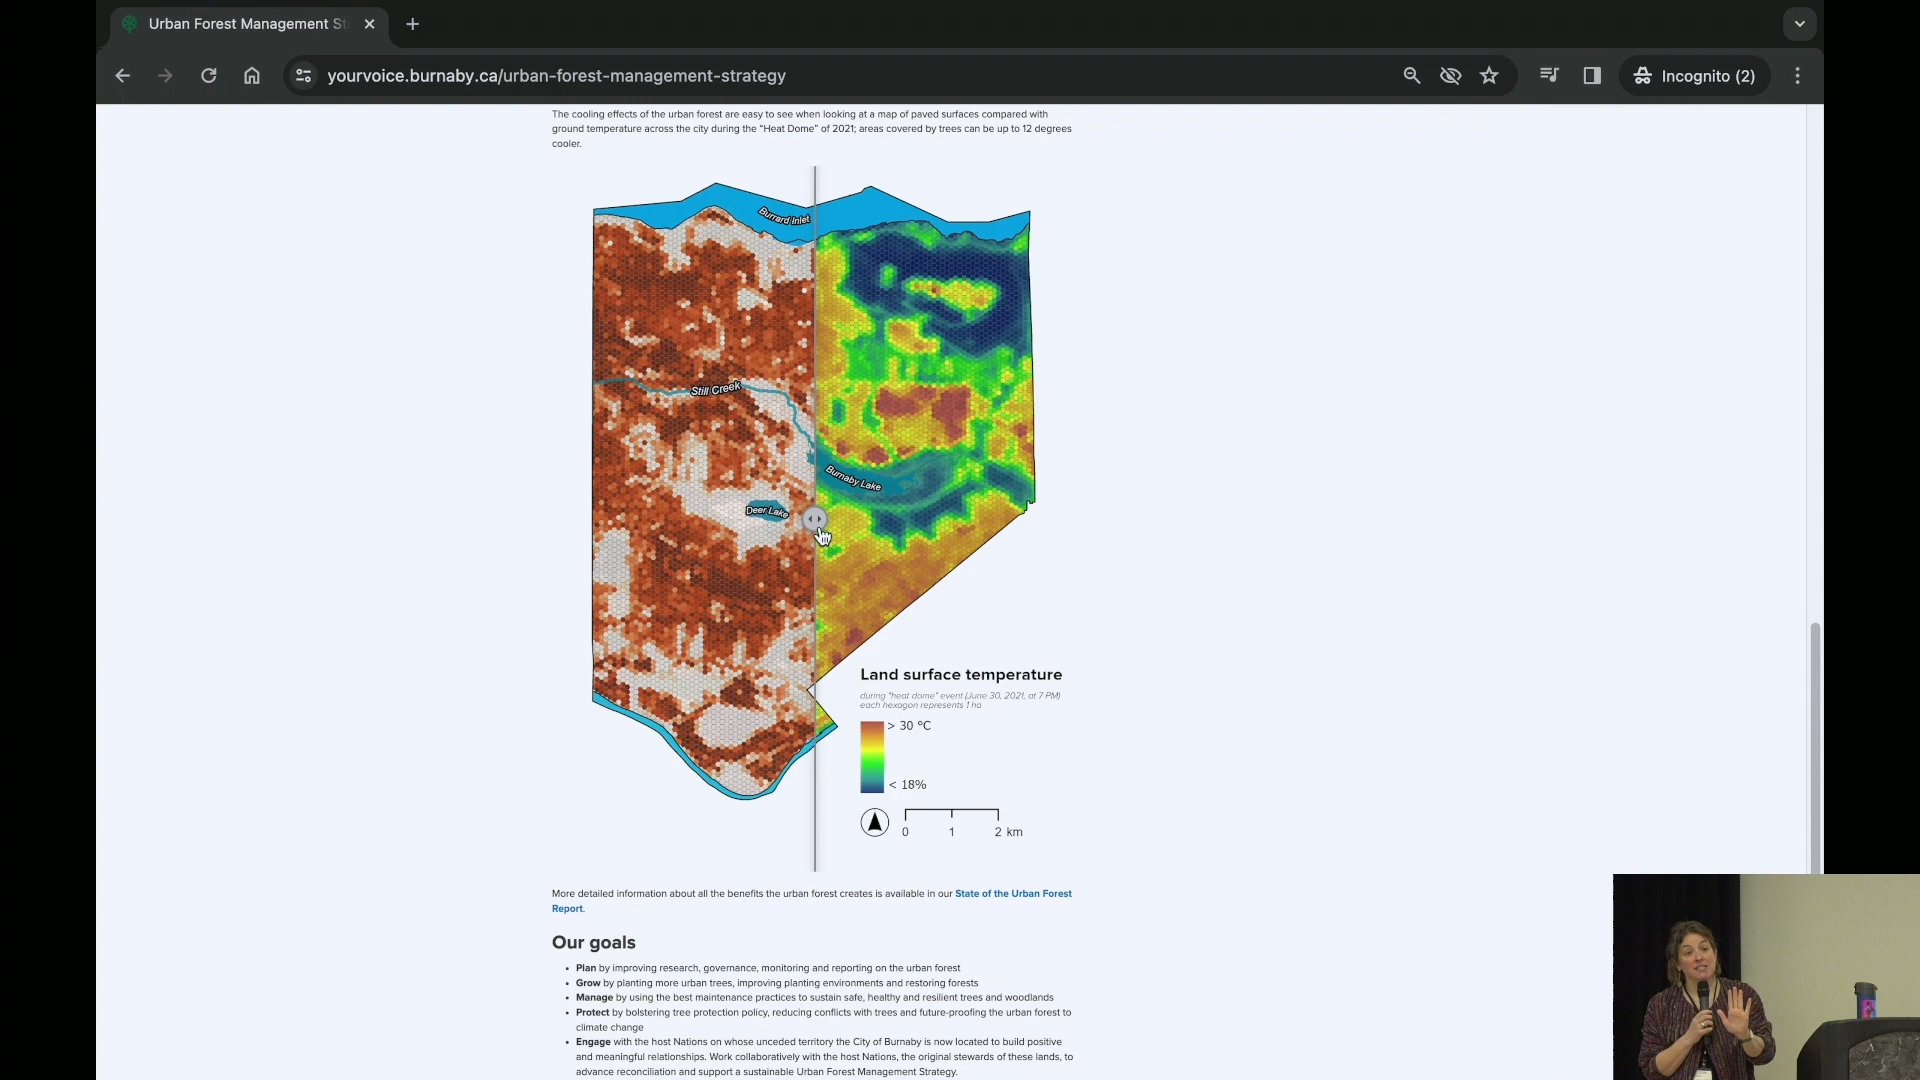 Urban Forest Management St
yourvoice.burnaby.ca/urban-forest-management-strategy
Incognito (2)
The cooling effects of the urban forest are easy to see when looking at a map of paved surfaces compared with
ground temperature across the city during the “Heat Dome” of 2021; areas covered by trees can be up to 12 degrees
cooler.
Burrard Inlet
Still Creek
Burnaby Lake
Deer Lake
Land surface temperature
during "heat dome" event (June 30, 2021, at 7 PM)
each hexagon represents 1 ha
> 30 ºC
< 18%
0 1 2 km
More detailed information about all the benefits the urban forest creates is available in our State of the Urban Forest
Report.
Our goals
• Plan by improving research, governance, monitoring and reporting on the urban forest
• Grow by planting more urban trees, improving planting environments and restoring forests
• Manage by using the best maintenance practices to sustain safe, healthy and resilient trees and woodlands
• Protect by bolstering tree protection policy, reducing conflicts with trees and future-proofing the urban forest to
climate change
• Engage with the host Nations on whose unceded territory the City of Burnaby is now located to build positive
and meaningful relationships. Work collaboratively with the host Nations, the original stewards of these lands, to
advance reconciliation and support a sustainable Urban Forest Management Strategy.